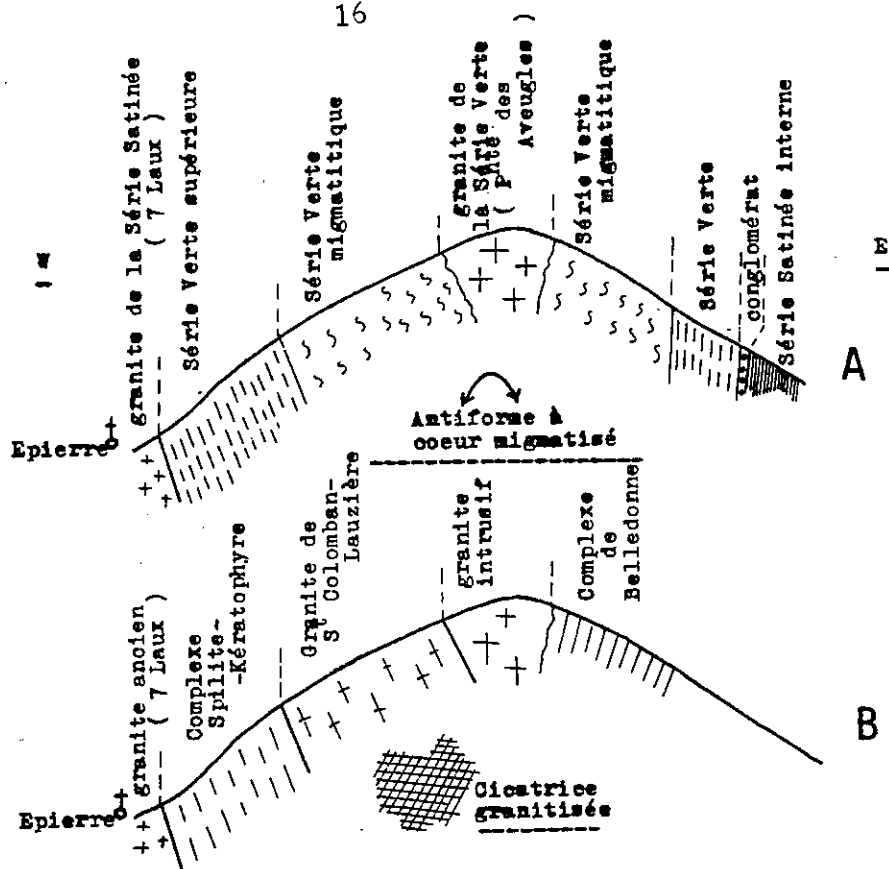 16
granite de la Série Satinée
( 7 Laux )
Série Verte supérieure
Série Verte
migmatitique
granite de
la Série Verte
( Pnte des
Aveugles )
Série Verte
migmatitique
Série Verte
conglomérat
Série Satinée interne
W
E
A
Epierre
Antiforme à
coeur migmatisé
granite ancien
( 7 Laux )
Complexe
Spilite-
-Kératophyre
Granite de
St Colomban-
Lauzière
granite
intrusif
Complexe
de
Belledonne
B
Epierre
Cicatrice
granitisée